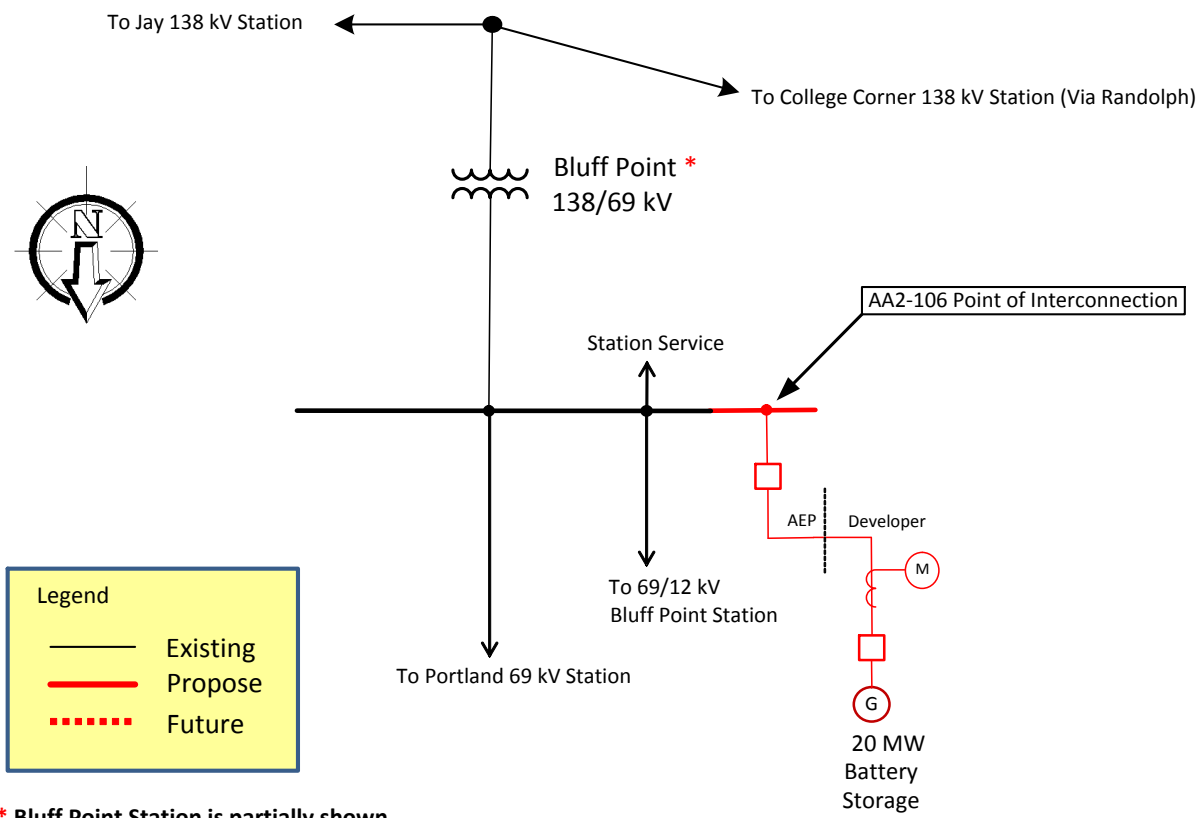 To Jay 138 kV Station
To College Corner 138 kV Station (Via Randolph)
Bluff Point *
138/69 kV
N
AA2-106 Point of Interconnection
Station Service
AEP
Developer
M
To 69/12 kV
Bluff Point Station
To Portland 69 kV Station
G
20 MW
Battery
Storage
Legend
Existing
Propose
Future
* Bluff Point Station is partially shown